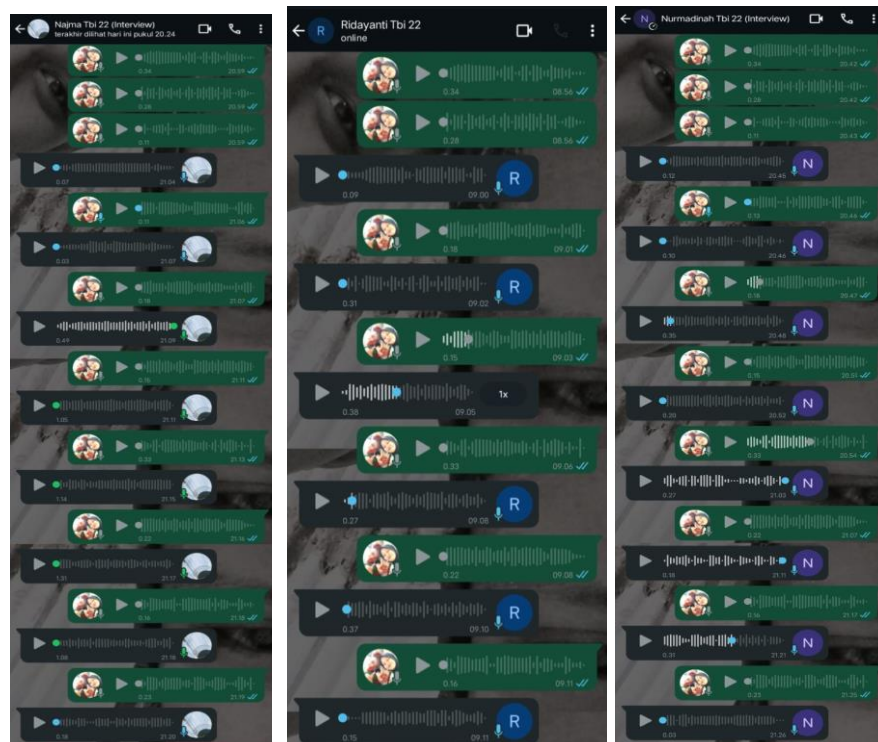 Najma Tbi 22 (Interview)
terakhir dilihat hari ini pukul 20.24
0.34 20.59
0.28 20.59
0.11 20.59
0.07 21.04
0.11 21.06
0.03 21.07
0.18 21.07
0.49 21.09
0.15 21.11
1.05 21.11
0.33 21.13
1.14 21.15
0.22 21.16
1.31 21.17
0.16 21.18
1.08 21.18
0.23 21.19
0.18 21.20
R
Ridayanti Tbi 22
online
0.34 08.56
0.28 08.56
R
0.09 09.00
0.18 09.01
R
0.31 09.02
0.15 09.03
1x
0.38 09.05
0.33 09.06
R
0.27 09.08
0.22 09.08
R
0.37 09.10
0.16 09.11
R
0.15 09.11
N
Nurmadinah Tbi 22 (Interview)
0.34 20.42
0.28 20.42
0.11 20.43
N
0.12 20.45
0.13 20.46
N
0.10 20.46
0.18 20.47
N
0.35 20.48
0.15 20.51
N
0.20 20.52
0.33 20.54
N
0.27 21.03
0.22 21.07
N
0.18 21.11
0.16 21.17
N
0.31 21.21
0.23 21.25
N
0.03 21.26